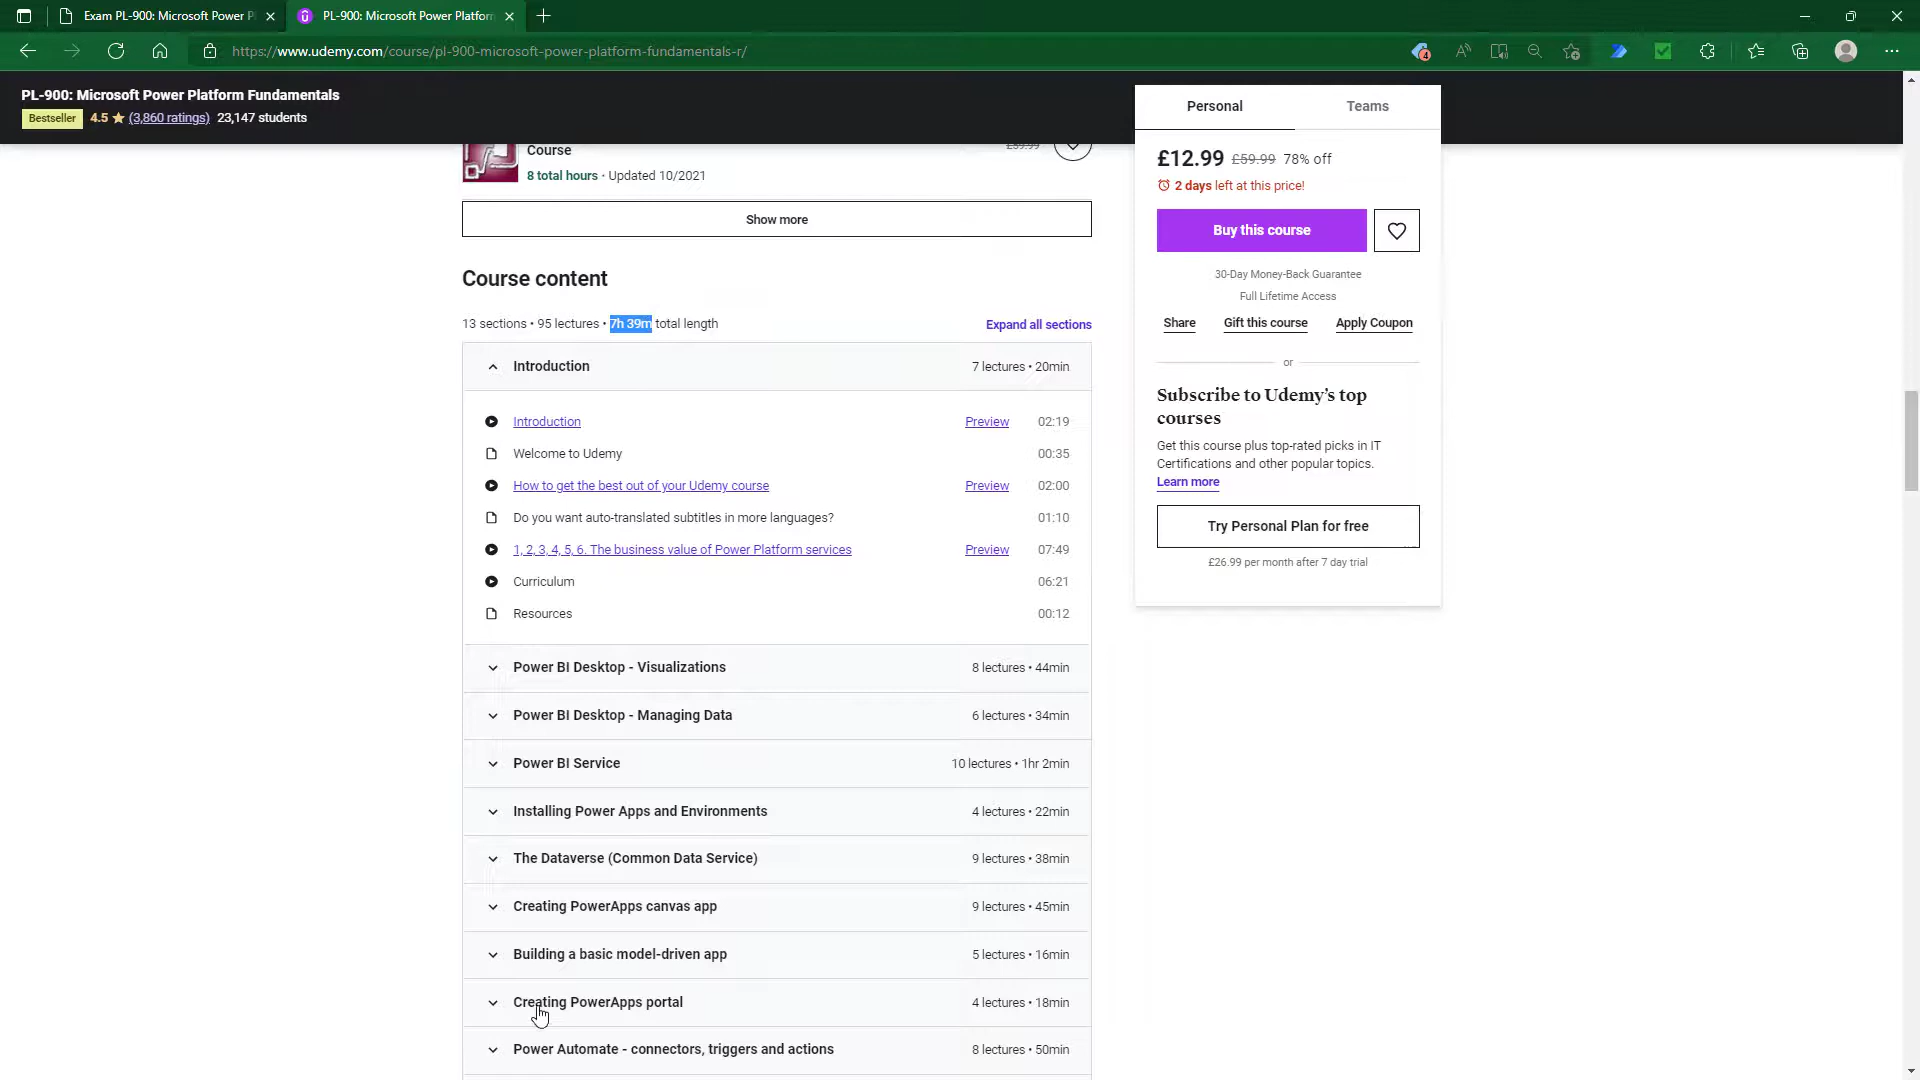 Exam PL-900: Microsoft Power P
PL-900: Microsoft Power Platfor
https://www.udemy.com/course/pl-900-microsoft-power-platform-fundamentals-r/
4
PL-900: Microsoft Power Platform Fundamentals
Bestseller 4.5 (3,860 ratings) 23,147 students
Course £59.99
8 total hours • Updated 10/2021
Show more
Course content
13 sections • 95 lectures • 7h 39m total length Expand all sections
Introduction 7 lectures • 20min
Introduction Preview 02:19
Welcome to Udemy 00:35
How to get the best out of your Udemy course Preview 02:00
Do you want auto-translated subtitles in more languages? 01:10
1, 2, 3, 4, 5, 6. The business value of Power Platform services Preview 07:49
Curriculum 06:21
Resources 00:12
Power BI Desktop - Visualizations 8 lectures • 44min
Power BI Desktop - Managing Data 6 lectures • 34min
Power BI Service 10 lectures • 1hr 2min
Installing Power Apps and Environments 4 lectures • 22min
The Dataverse (Common Data Service) 9 lectures • 38min
Creating PowerApps canvas app 9 lectures • 45min
Building a basic model-driven app 5 lectures • 16min
Creating PowerApps portal 4 lectures • 18min
Power Automate - connectors, triggers and actions 8 lectures • 50min
Personal Teams
£12.99 £59.99 78% off
2 days left at this price!
Buy this course
30-Day Money-Back Guarantee
Full Lifetime Access
Share Gift this course Apply Coupon
or
Subscribe to Udemy's top
courses
Get this course plus top-rated picks in IT
Certifications and other popular topics.
Learn more
Try Personal Plan for free
£26.99 per month after 7 day trial